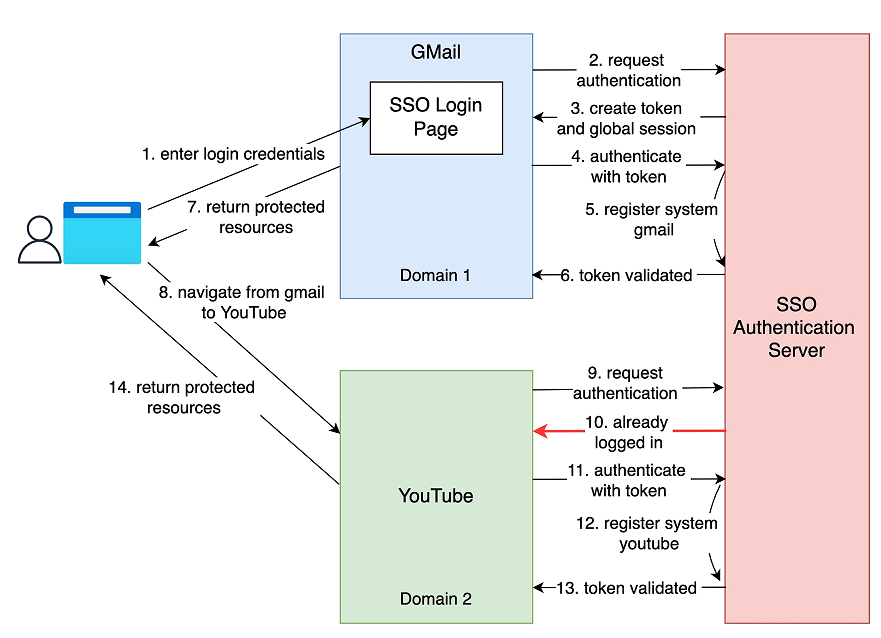 GMail
SSO Login
Page
1. enter login credentials
2. request
authentication
3. create token
and global session
4. authenticate
with token
5. register system
gmail
6. token validated
7. return protected
resources
Domain 1
8. navigate from gmail
to YouTube
SSO
Authentication
Server
9. request
authentication
10. already
logged in
11. authenticate
with token
12. register system
youtube
13. token validated
14. return protected
resources
YouTube
Domain 2